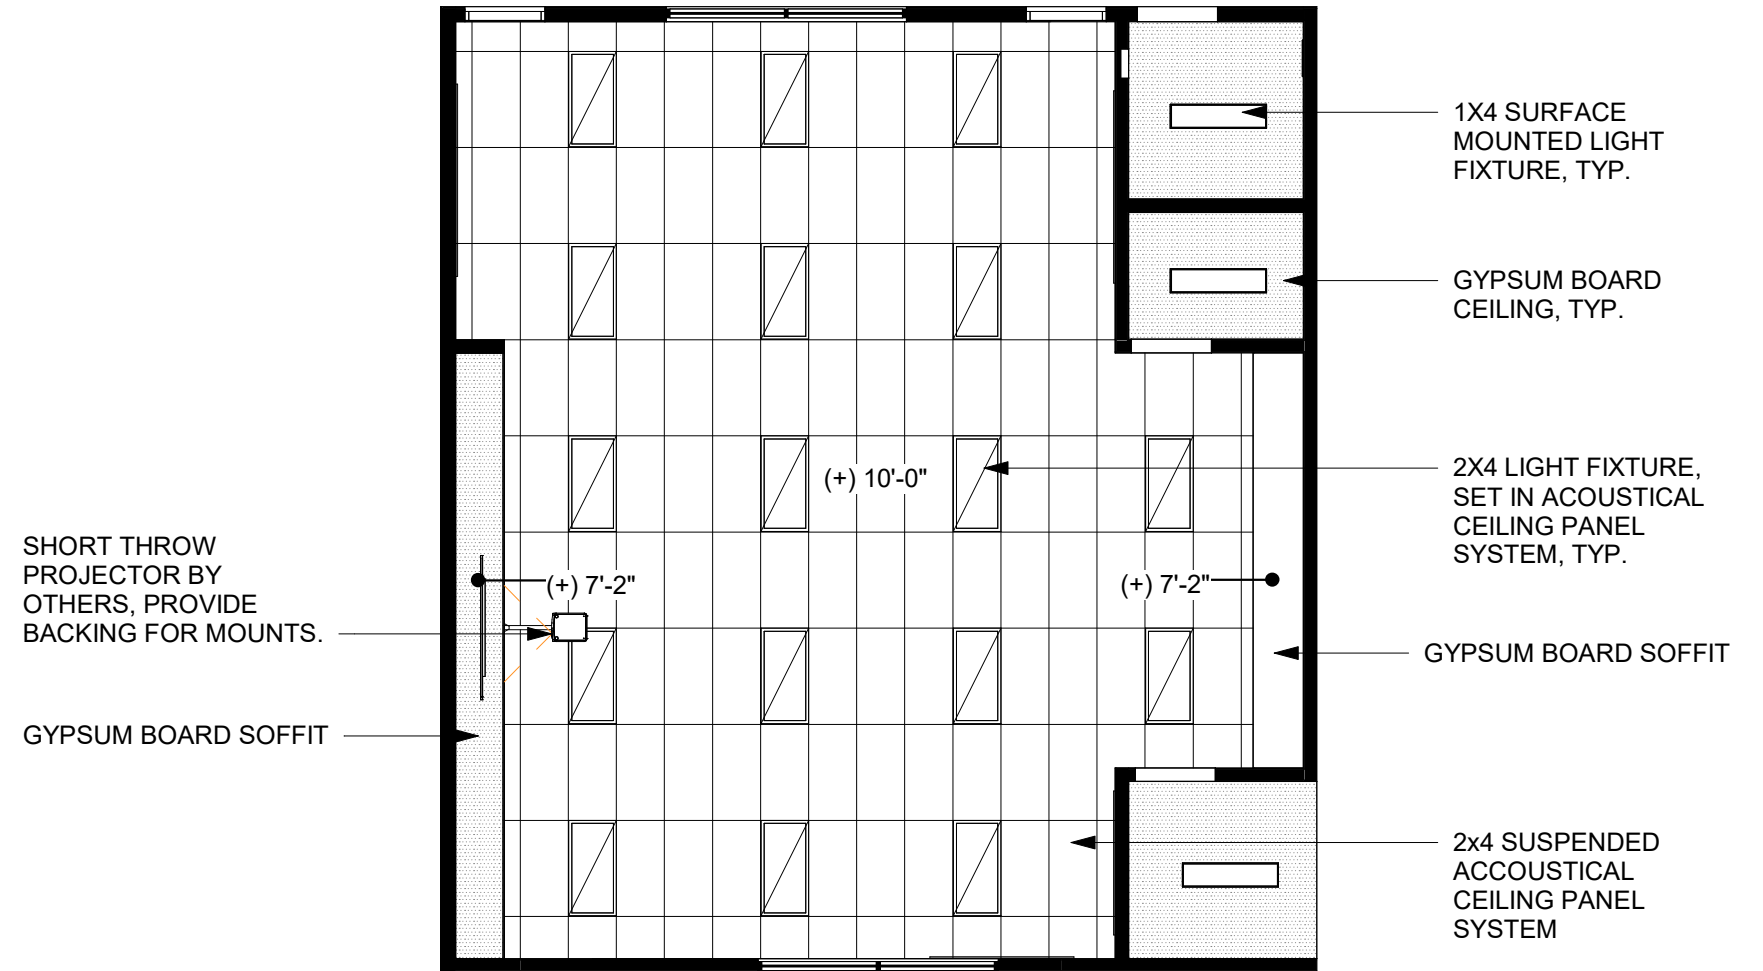 1X4 SURFACE
MOUNTED LIGHT
FIXTURE, TYP.
GYPSUM BOARD
CEILING, TYP.
2X4 LIGHT FIXTURE,
SET IN ACOUSTICAL
CEILING PANEL
SYSTEM, TYP.
(+) 10'-0"
SHORT THROW
PROJECTOR BY
OTHERS, PROVIDE
BACKING FOR MOUNTS.
(+) 7'-2"
(+) 7'-2"
GYPSUM BOARD SOFFIT
GYPSUM BOARD SOFFIT
2x4 SUSPENDED
ACCOUSTICAL
CEILING PANEL
SYSTEM